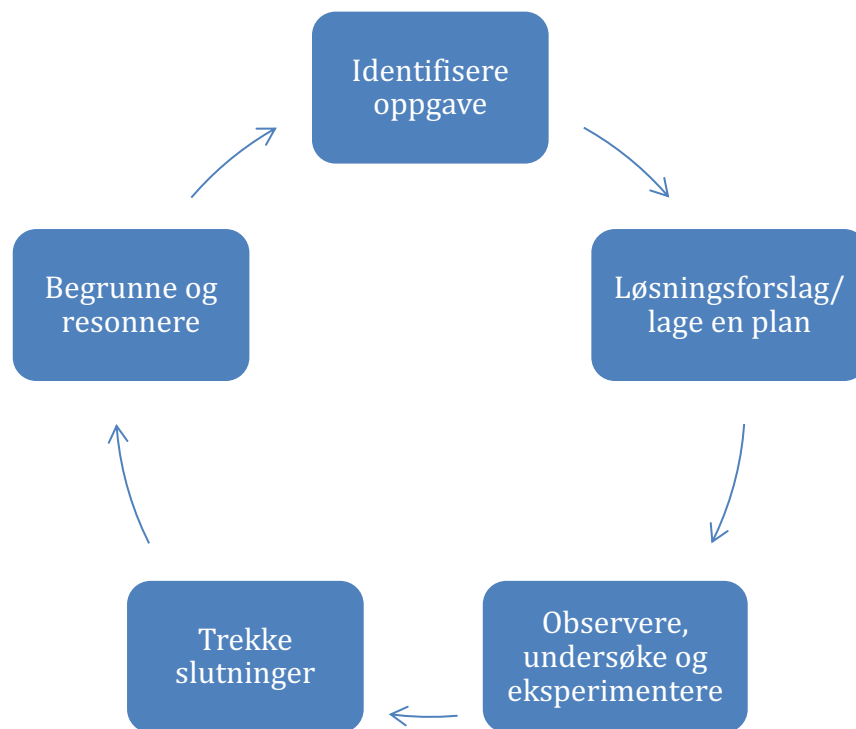 Identifisere
oppgave
Løsningsforslag/
lage en plan
Observere,
undersøke og
eksperimentere
Trekke
slutninger
Begrunne og
resonnere